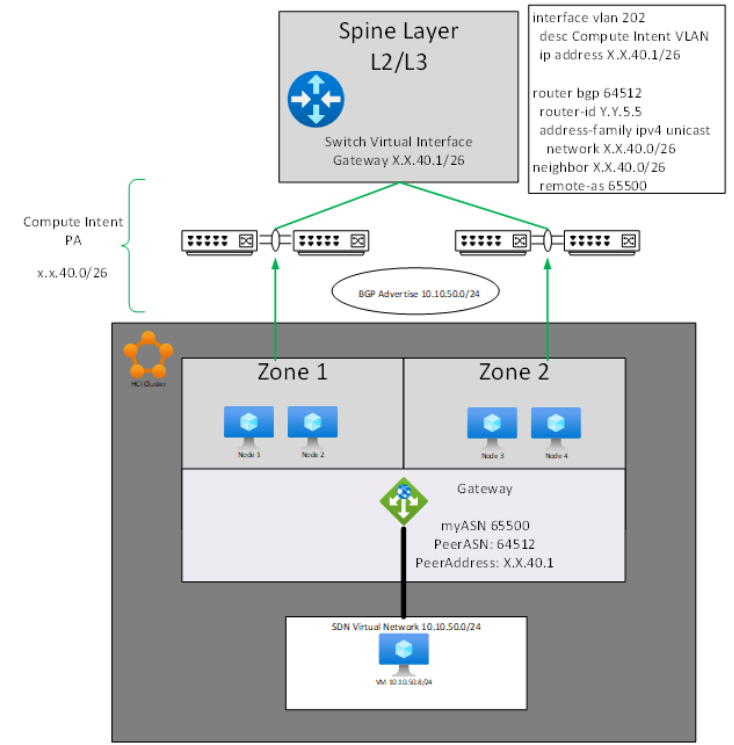 Spine Layer
L2/L3
Switch Virtual Interface
Gateway X.X.40.1/26
interface vlan 202
desc Compute Intent VLAN
ip address X.X.40.1/26
router bgp 64512
router-id Y.Y.5.5
address-family ipv4 unicast
network X.X.40.0/26
neighbor X.X.40.0/26
remote-as 65500
Compute Intent
PA
x.x.40.0/26
BGP Advertise 10.10.50.0/24
HCI Cluster
Zone 1
Zone 2
Node 1
Node 2
Node 3
Node 4
Gateway
myASN 65500
PeerASN: 64512
PeerAddress: X.X.40.1
SDN Virtual Network 10.10.50.0/24
VM 10.10.50.8/24